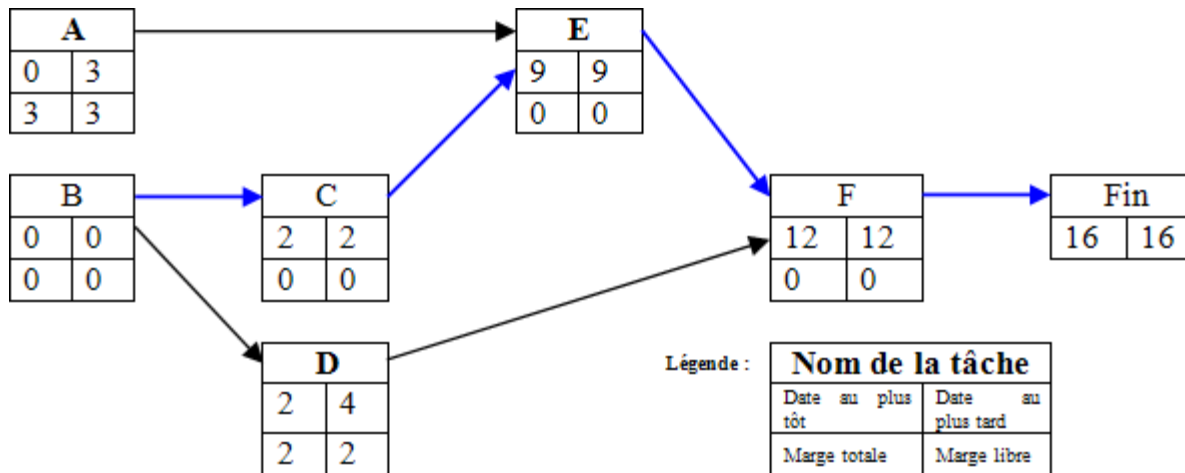 A
0 3
3 3
E
9 9
0 0
B
0 0
0 0
C
2 2
0 0
F
12 12
0 0
Fin
16 16
D
2 4
2 2
Légende :
Nom de la tâche
Date au plus
tôt
Date au
plus tard
Marge totale
Marge libre